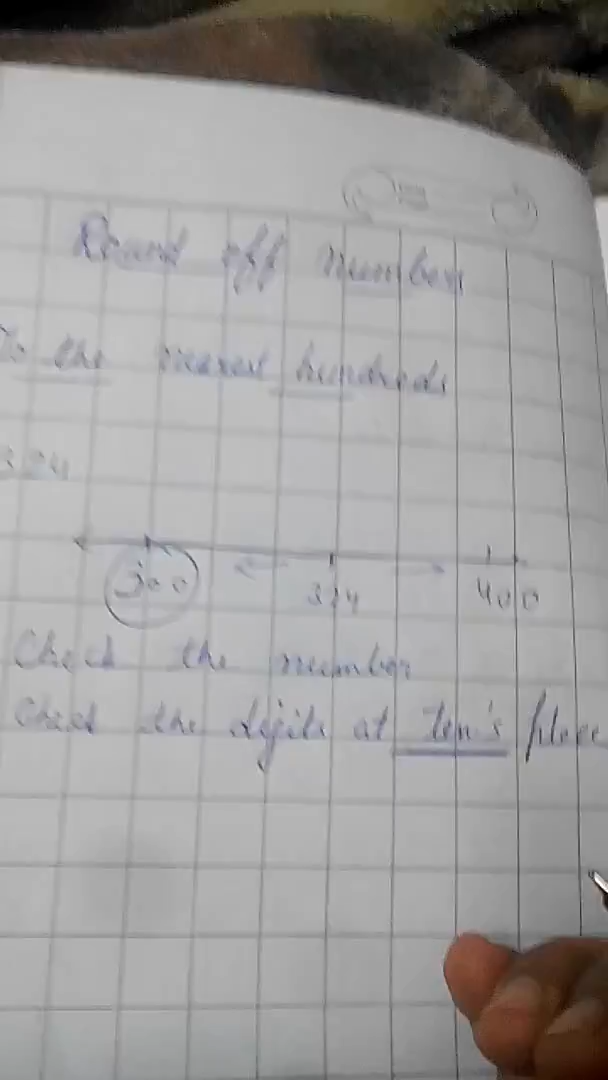 Round off numbers
To the nearest hundreds
324
300 324 400
Check the number
Check the digits at Ten's place